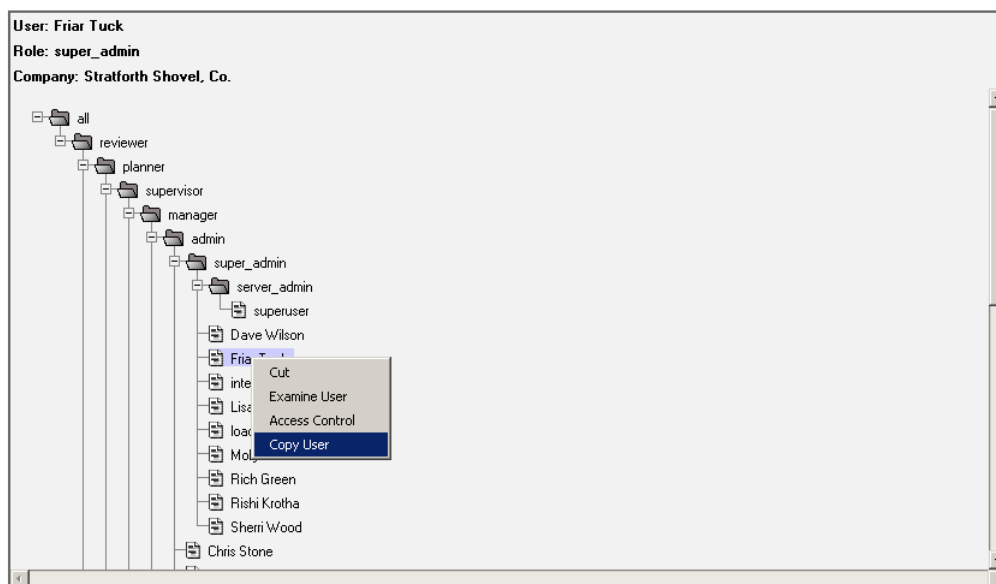 User: Friar Tuck
Role: super_admin
Company: Stratforth Shovel, Co.
all
reviewer
planner
supervisor
manager
admin
super_admin
server_admin
superuser
Dave Wilson
Cut
Examine User
Access Control
Copy User
Rich Green
Rishi Krotha
Sherri Wood
Chris Stone